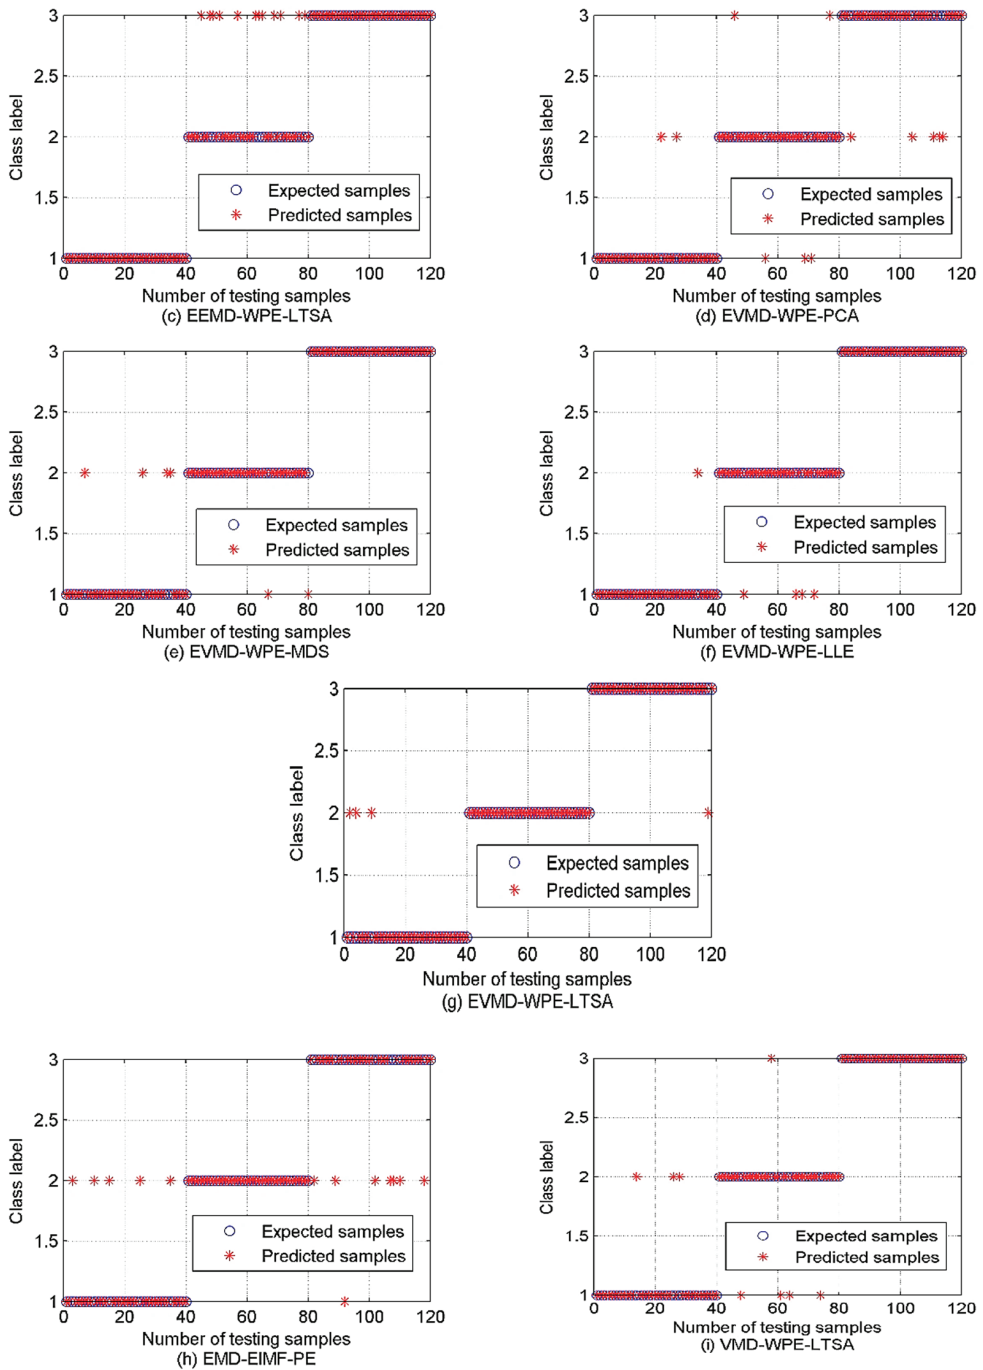 3
2.5
2
1.5
1
Class label
Expected samples
Predicted samples
0 20 40 60 80 100 120
Number of testing samples
(c) EEMD-WPE-LTSA
3
2.5
2
1.5
1
Class label
Expected samples
Predicted samples
0 20 40 60 80 100 120
Number of testing samples
(d) EVMD-WPE-PCA
3
2.5
2
1.5
1
Class label
Expected samples
Predicted samples
0 20 40 60 80 100 120
Number of testing samples
(e) EVMD-WPE-MDS
3
2.5
2
1.5
1
Class label
Expected samples
Predicted samples
0 20 40 60 80 100 120
Number of testing samples
(f) EVMD-WPE-LLE
3
2.5
2
1.5
1
Class label
Expected samples
Predicted samples
0 20 40 60 80 100 120
Number of testing samples
(g) EVMD-WPE-LTSA
3
2.5
2
1.5
1
Class label
Expected samples
Predicted samples
0 20 40 60 80 100 120
Number of testing samples
(h) EMD-EIMF-PE
3
2.5
2
1.5
1
Class label
Expected samples
Predicted samples
0 20 40 60 80 100 120
Number of testing samples
(i) VMD-WPE-LTSA